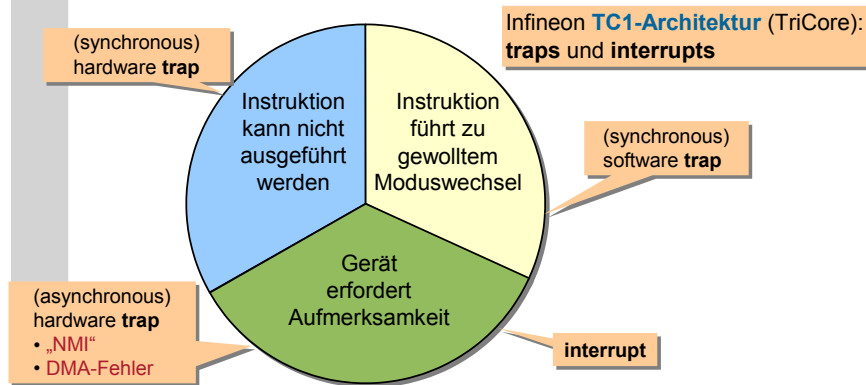 Infineon TC1-Architektur (TriCore):
traps und interrupts
(synchronous)
hardware trap
Instruktion
kann nicht
ausgeführt
werden
Instruktion
führt zu
gewolltem
Moduswechsel
(synchronous)
software trap
Gerät
erfordert
Aufmerksamkeit
(asynchronous)
hardware trap
• „NMI“
• DMA-Fehler
interrupt